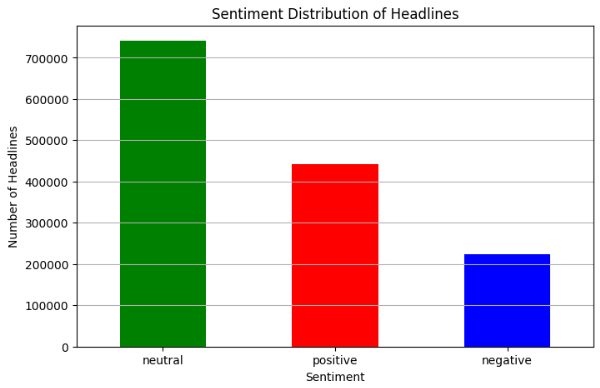 Sentiment Distribution of Headlines
Number of Headlines
700000
600000
500000
400000
300000
200000
100000
0
neutral positive negative
Sentiment